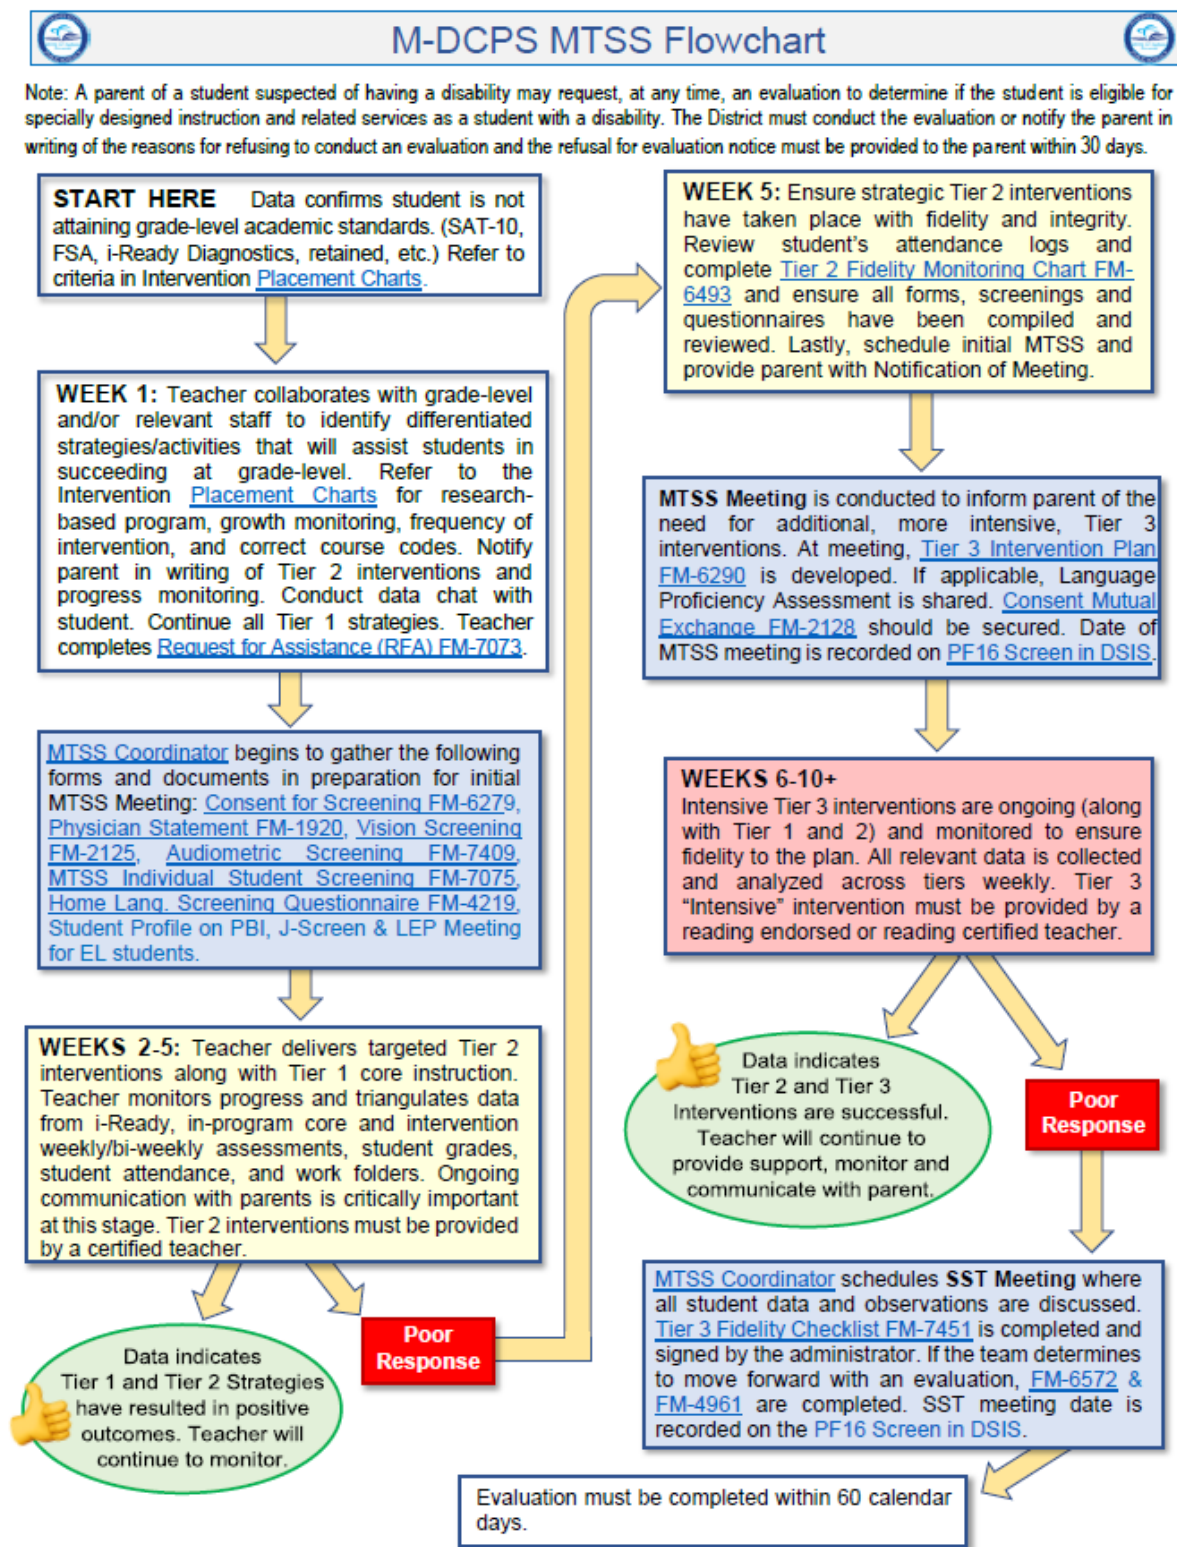 M-DCPS MTSS Flowchart
Note: A parent of a student suspected of having a disability may request, at any time, an evaluation to determine if the student is eligible for
specially designed instruction and related services as a student with a disability. The District must conduct the evaluation or notify the parent in
writing of the reasons for refusing to conduct an evaluation and the refusal for evaluation notice must be provided to the parent within 30 days.
START HERE Data confirms student is not
attaining grade-level academic standards. (SAT-10,
FSA, i-Ready Diagnostics, retained, etc.) Refer to
criteria in Intervention Placement Charts.
WEEK 1: Teacher collaborates with grade-level
and/or relevant staff to identify differentiated
strategies/activities that will assist students in
succeeding at grade-level. Refer to the
Intervention Placement Charts for research-
based program, growth monitoring, frequency of
intervention, and correct course codes. Notify
parent in writing of Tier 2 interventions and
progress monitoring. Conduct data chat with
student. Continue all Tier 1 strategies. Teacher
completes Request for Assistance (RFA) FM-7073.
MTSS Coordinator begins to gather the following
forms and documents in preparation for initial
MTSS Meeting: Consent for Screening FM-6279,
Physician Statement FM-1920, Vision Screening
FM-2125, Audiometric Screening FM-7409,
MTSS Individual Student Screening FM-7075,
Home Lang. Screening Questionnaire FM-4219,
Student Profile on PBI, J-Screen & LEP Meeting
for EL students.
WEEKS 2-5: Teacher delivers targeted Tier 2
interventions along with Tier 1 core instruction.
Teacher monitors progress and triangulates data
from i-Ready, in-program core and intervention
weekly/bi-weekly assessments, student grades,
student attendance, and work folders. Ongoing
communication with parents is critically important
at this stage. Tier 2 interventions must be provided
by a certified teacher.
Data indicates
Tier 1 and Tier 2 Strategies
have resulted in positive
outcomes. Teacher will
continue to monitor.
Poor
Response
WEEK 5: Ensure strategic Tier 2 interventions
have taken place with fidelity and integrity.
Review student's attendance logs and
complete Tier 2 Fidelity Monitoring Chart FM-
6493 and ensure all forms, screenings and
questionnaires have been compiled and
reviewed. Lastly, schedule initial MTSS and
provide parent with Notification of Meeting.
MTSS Meeting is conducted to inform parent of the
need for additional, more intensive, Tier 3
interventions. At meeting, Tier 3 Intervention Plan
FM-6290 is developed. If applicable, Language
Proficiency Assessment is shared. Consent Mutual
Exchange FM-2128 should be secured. Date of
MTSS meeting is recorded on PF16 Screen in DSIS.
WEEKS 6-10+
Intensive Tier 3 interventions are ongoing (along
with Tier 1 and 2) and monitored to ensure
fidelity to the plan. All relevant data is collected
and analyzed across tiers weekly. Tier 3
“Intensive” intervention must be provided by a
reading endorsed or reading certified teacher.
Data indicates
Tier 2 and Tier 3
Interventions are successful.
Teacher will continue to
provide support, monitor and
communicate with parent.
Poor
Response
MTSS Coordinator schedules SST Meeting where
all student data and observations are discussed.
Tier 3 Fidelity Checklist FM-7451 is completed and
signed by the administrator. If the team determines
to move forward with an evaluation, FM-6572 &
FM-4961 are completed. SST meeting date is
recorded on the PF16 Screen in DSIS.
Evaluation must be completed within 60 calendar
days.